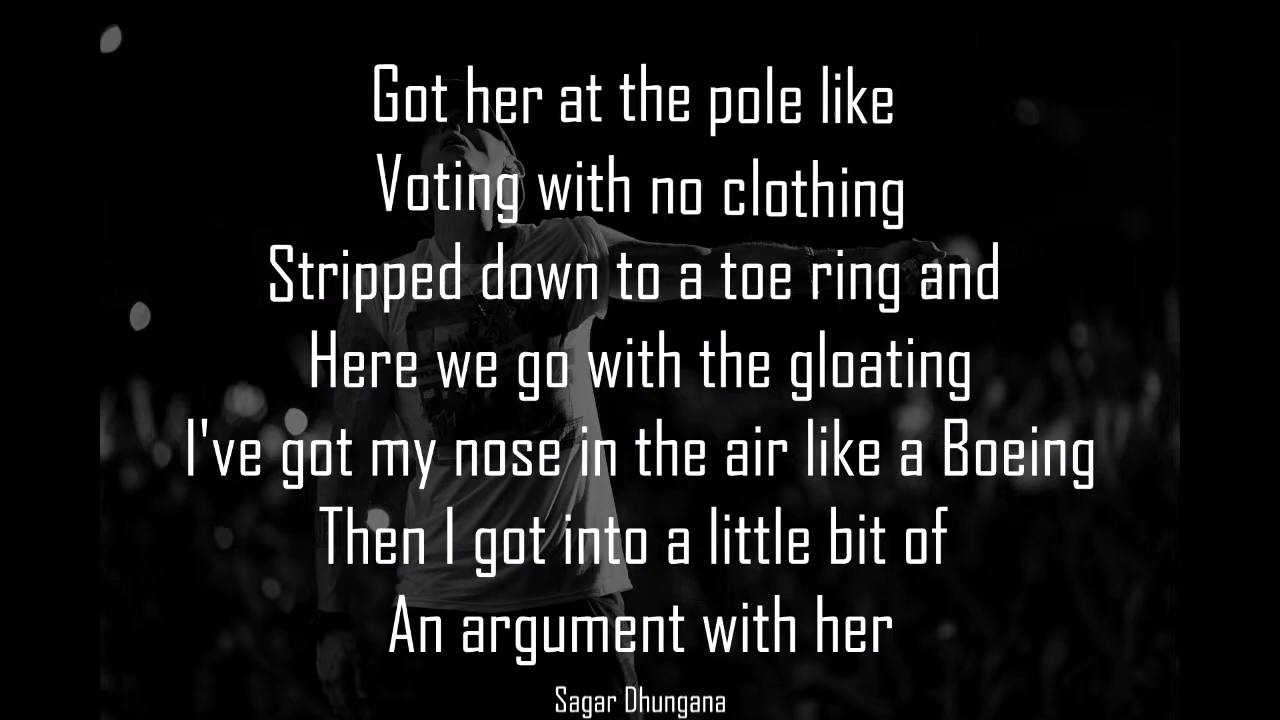 Got her at the pole like
Voting with no clothing
Stripped down to a toe ring and
Here we go with the gloating
I've got my nose in the air like a Boeing
Then I got into a little bit of
An argument with her
Sagar Dhungana